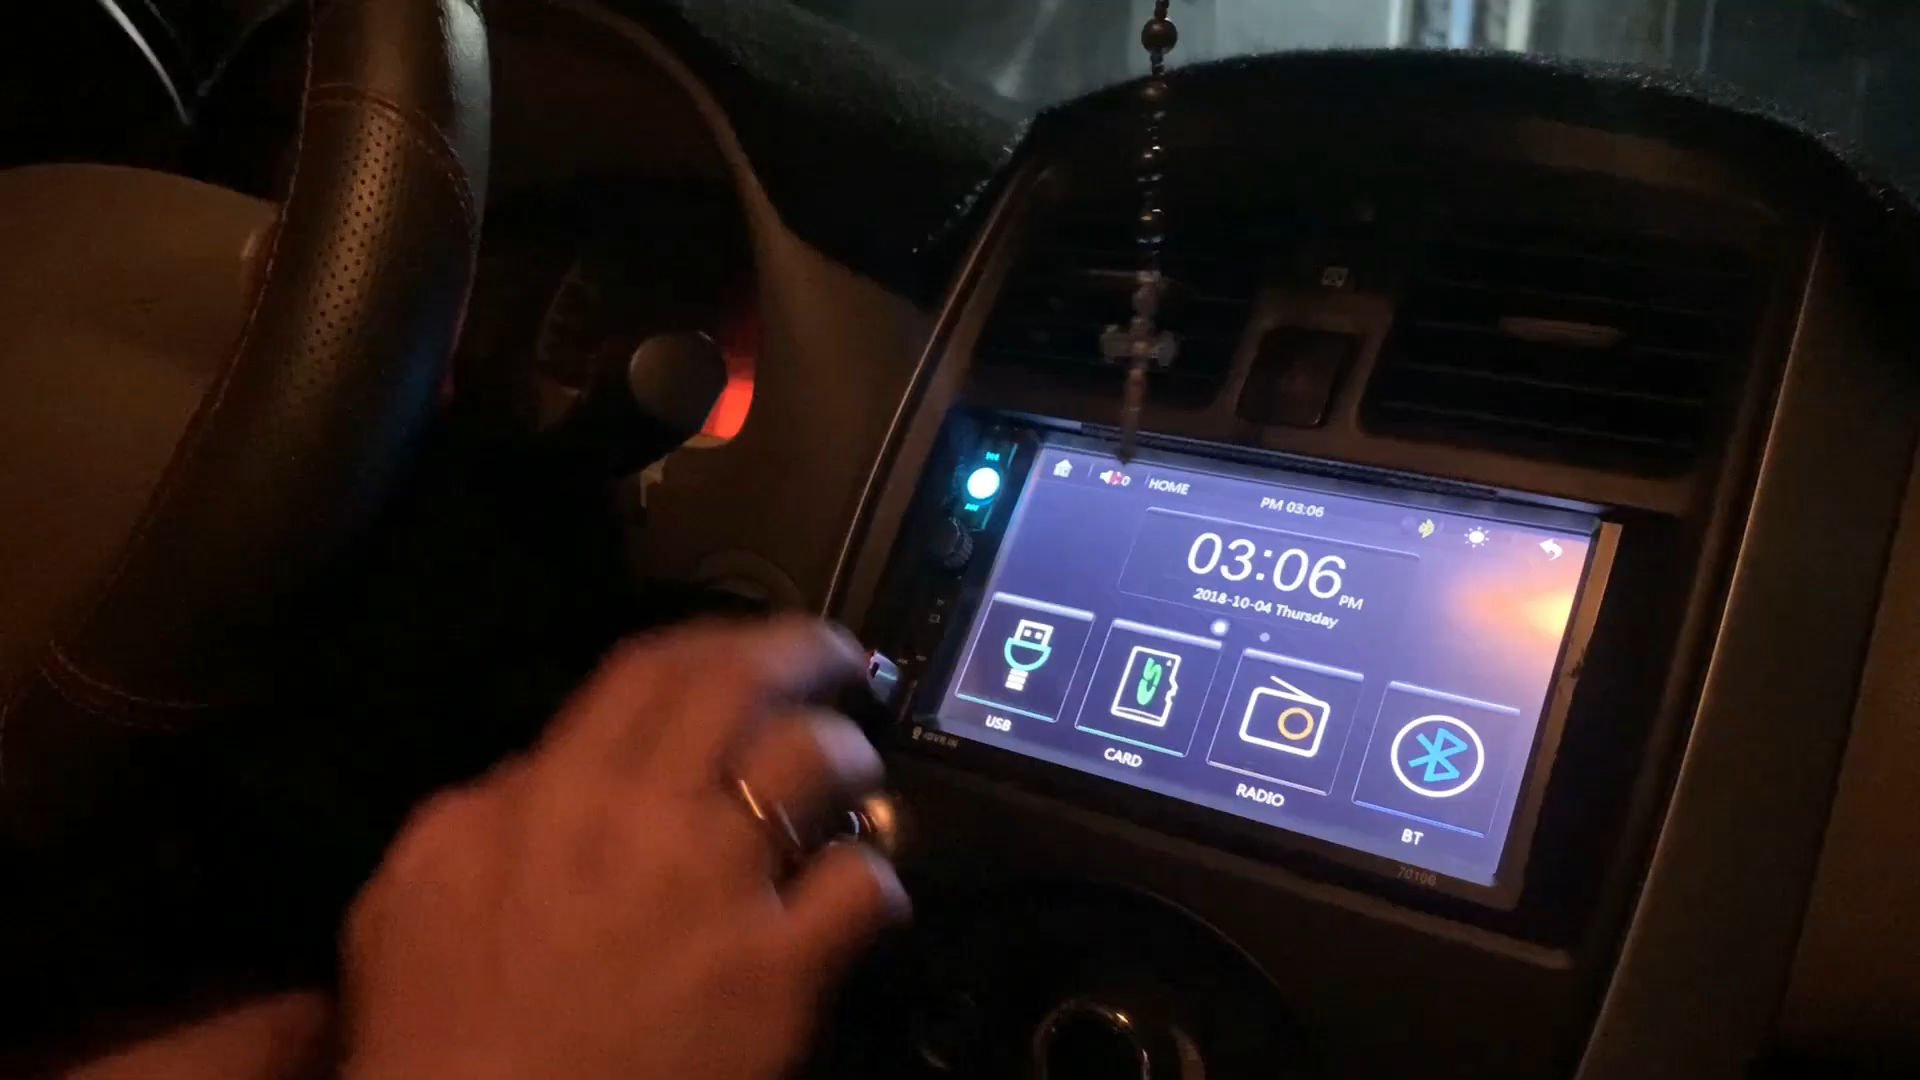 HOME
PM 03:06
03:06 PM
2018-10-04 Thursday
USB
CARD
RADIO
BT
7010B